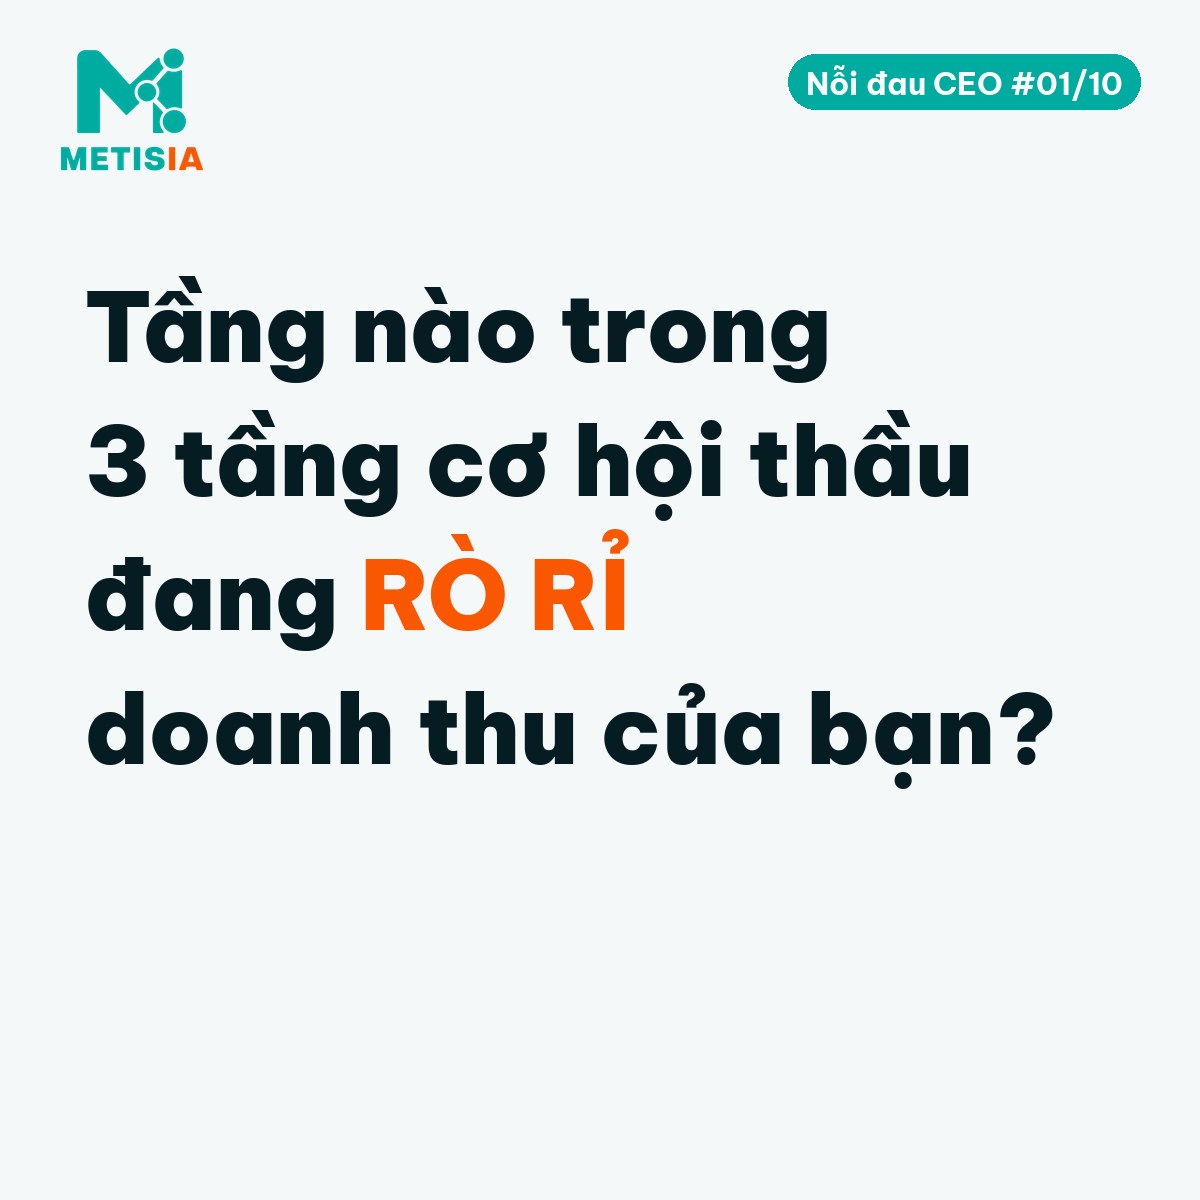 METISIA
Nỗi đau CEO #01/10
Tầng nào trong
3 tầng cơ hội thầu
đang RÒ RỈ
doanh thu của bạn?